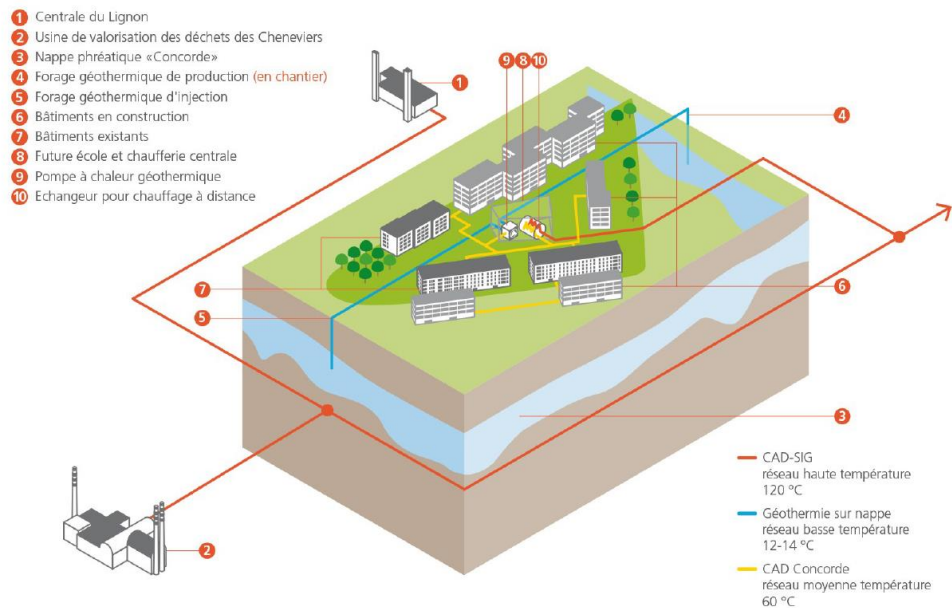 1 Centrale du Lignon
2 Usine de valorisation des déchets des Cheneviers
3 Nappe phréatique «Concorde»
4 Forage géothermique de production (en chantier)
5 Forage géothermique d'injection
6 Bâtiments en construction
7 Bâtiments existants
8 Future école et chaufferie centrale
9 Pompe à chaleur géothermique
10 Echangeur pour chauffage à distance
9 8 10
1
4
7
6
5
3
2
CAD-SIG
réseau haute température
120 °C
Géothermie sur nappe
réseau basse température
12-14 °C
CAD Concorde
réseau moyenne température
60 °C